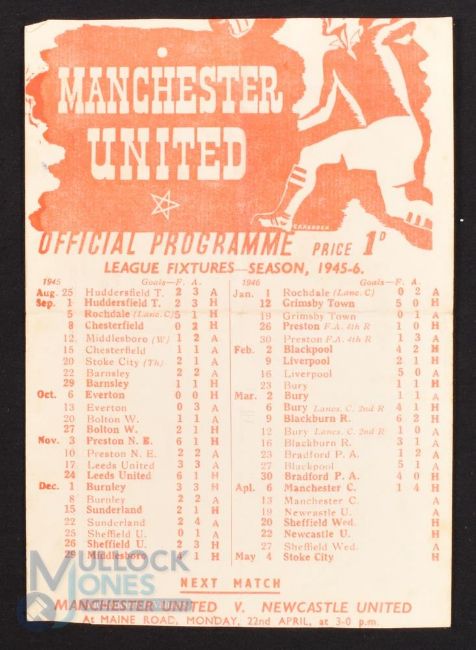 MANCHESTER
UNITED
OFFICIAL PROGRAMME PRICE 1D
LEAGUE FIXTURES—SEASON, 1945-6.
1945 Goals—F. A. 1946 Goals—F. A.
Aug. 25 Huddersfield T. 2 3 A Jan. 1 Rochdale (Lanc. C) 0 2 A
Sep. 1 Huddersfield T. 2 3 H 12 Grimsby Town 5 0 H
5 Rochdale (Lanc. C) 5 1 H 19 Grimsby Town 0 1 A
8 Chesterfield 0 2 H 26 Preston F.A. 4th R 1 0 H
12. Middlesboro (W) 1 2 A 30 Preston F.A. 4th R 1 3 A
15 Chesterfield 1 1 A Feb. 2 Blackpool 4 2 H
20 Stoke City (Th) 2 1 A 9 Liverpool 2 1 H
22 Barnsley 2 2 A 16 Liverpool 5 0 A
29 Barnsley 1 1 H 23 Bury 1 1 H
Oct. 6 Everton 0 0 H Mar. 2 Bury 1 1 A
13 Everton 0 3 A 6 Bury Lancs. C. 2nd R 4 1 H
20 Bolton W. 1 1 A 9 Blackburn R. 6 2 H
27 Bolton W. 2 1 H 12 Bury Lancs. C. 2nd R 1 0 A
Nov. 3 Preston N. E. 6 1 H 16 Blackburn R. 3 1 A
10 Preston N. E. 2 2 A 23 Bradford P. A. 1 2 A
17 Leeds United 3 3 A 27 Blackpool 5 1 A
24 Leeds United 6 1 H 30 Bradford P. A. 4 0 H
Dec. 1 Burnley 3 3 H Apl. 6 Manchester C. 1 4 H
8 Burnley 2 2 A 13 Manchester C. A
15 Sunderland 2 1 H 19 Newcastle U. A
22 Sunderland 2 4 A 20 Sheffield Wed. H
25 Sheffield U. 0 1 A 22 Newcastle U. H
26 Sheffield U. 2 3 H 27 Sheffield Wed. A
29 Middlesboro 4 1 H May 4 Stoke City H
NEXT MATCH
MANCHESTER UNITED V. NEWCASTLE UNITED
AT MAINE ROAD, MONDAY, 22nd APRIL, at 3-0 p.m.
MULLOCK
JONES